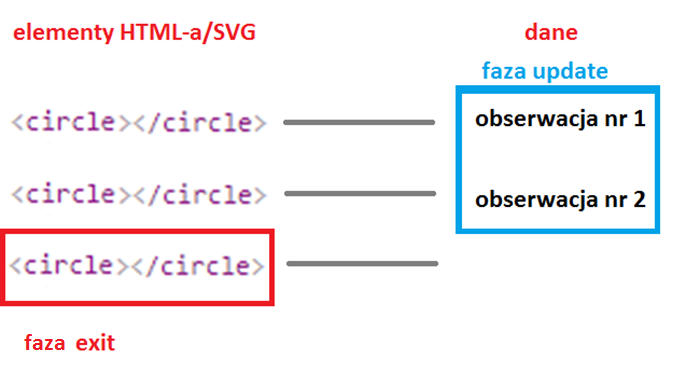 elementy HTML-a/SVG
dane
faza update
<circle></circle>
obserwacja nr 1
<circle></circle>
obserwacja nr 2
<circle></circle>
faza exit